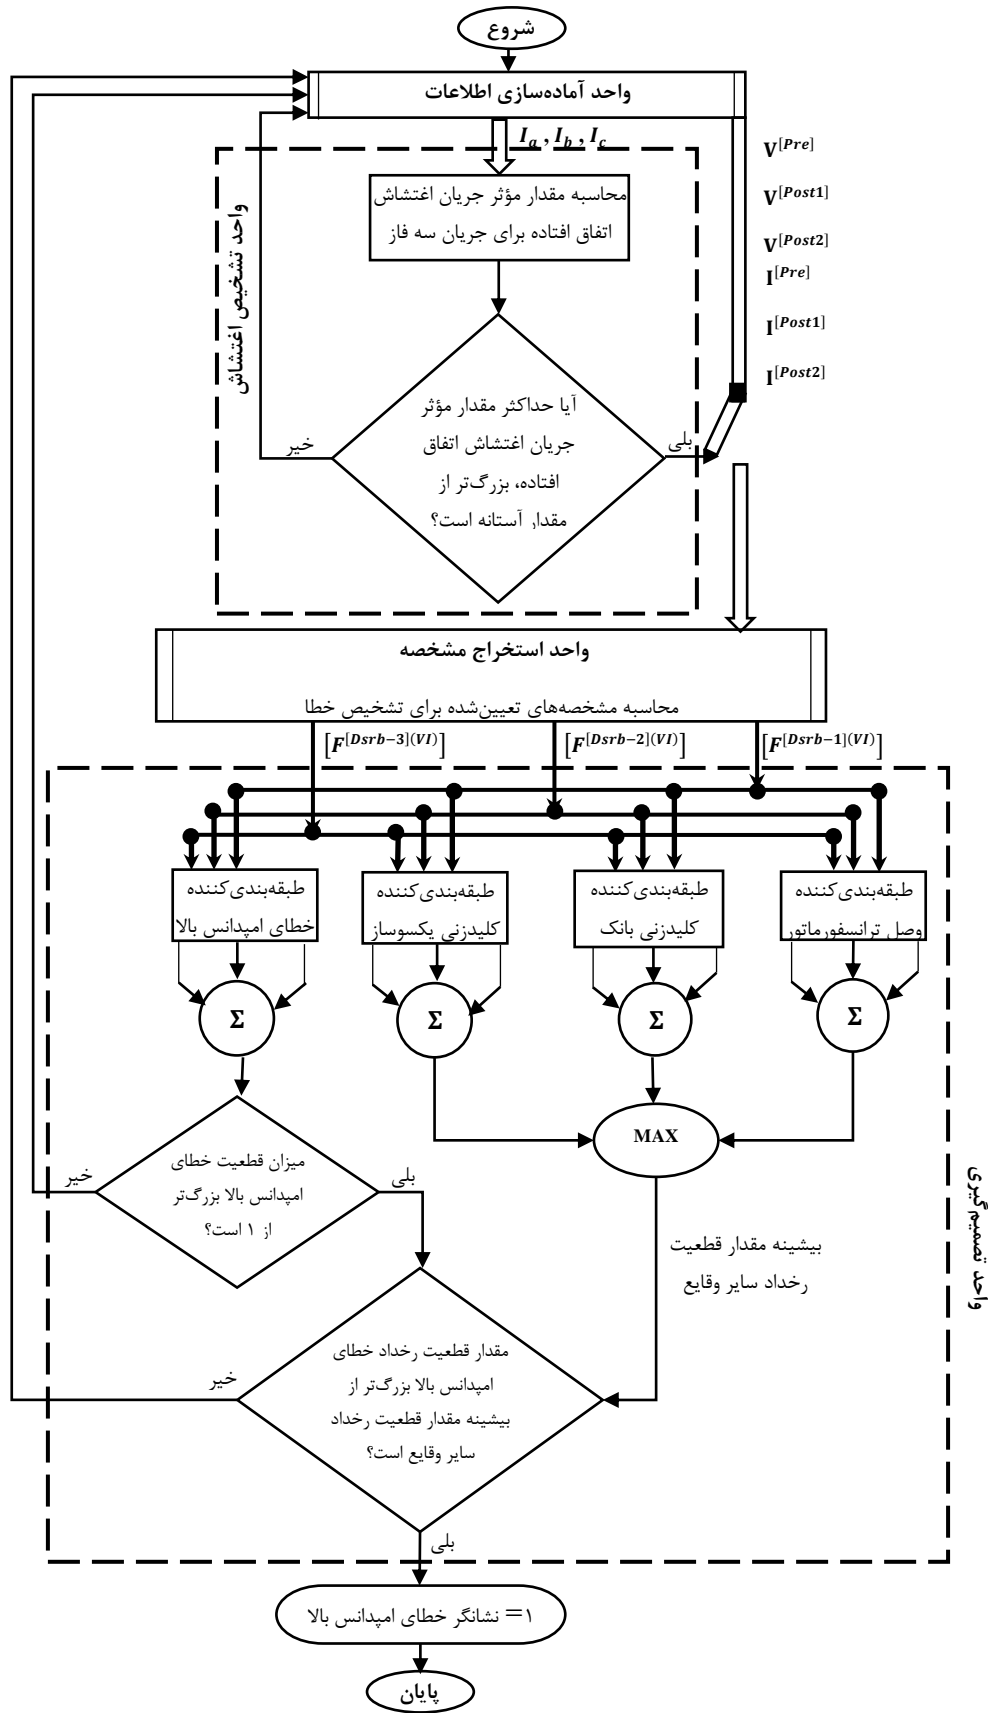 شروع
واحد آماده‌سازی اطلاعات
I_a , I_b , I_c
V^[Pre]
V^[Post1]
V^[Post2]
I^[Pre]
I^[Post1]
I^[Post2]
واحد تشخیص اغتشاش
محاسبه مقدار مؤثر جریان اغتشاش
اتفاق افتاده برای جریان سه فاز
آیا حداکثر مقدار مؤثر
جریان اغتشاش اتفاق
افتاده، بزرگ‌تر از
مقدار آستانه است؟
بلی
خیر
واحد استخراج مشخصه
محاسبه مشخصه‌های تعیین‌شده برای تشخیص خطا
[F^[Dsrb−3](VI)]
[F^[Dsrb−2](VI)]
[F^[Dsrb−1](VI)]
طبقه‌بندی‌کننده
خطای امپدانس بالا
طبقه‌بندی‌کننده
کلیدزنی یکسوساز
طبقه‌بندی‌کننده
کلیدزنی بانک
طبقه‌بندی‌کننده
وصل ترانسفورماتور
Σ
Σ
Σ
Σ
MAX
میزان قطعیت خطای
امپدانس بالا بزرگ‌تر
از ۱ است؟
خیر
بلی
بیشینه مقدار قطعیت
رخداد سایر وقایع
واحد تصمیم‌گیری
مقدار قطعیت رخداد خطای
امپدانس بالا بزرگ‌تر از
بیشینه مقدار قطعیت رخداد
سایر وقایع است؟
خیر
بلی
۱= نشانگر خطای امپدانس بالا
پایان